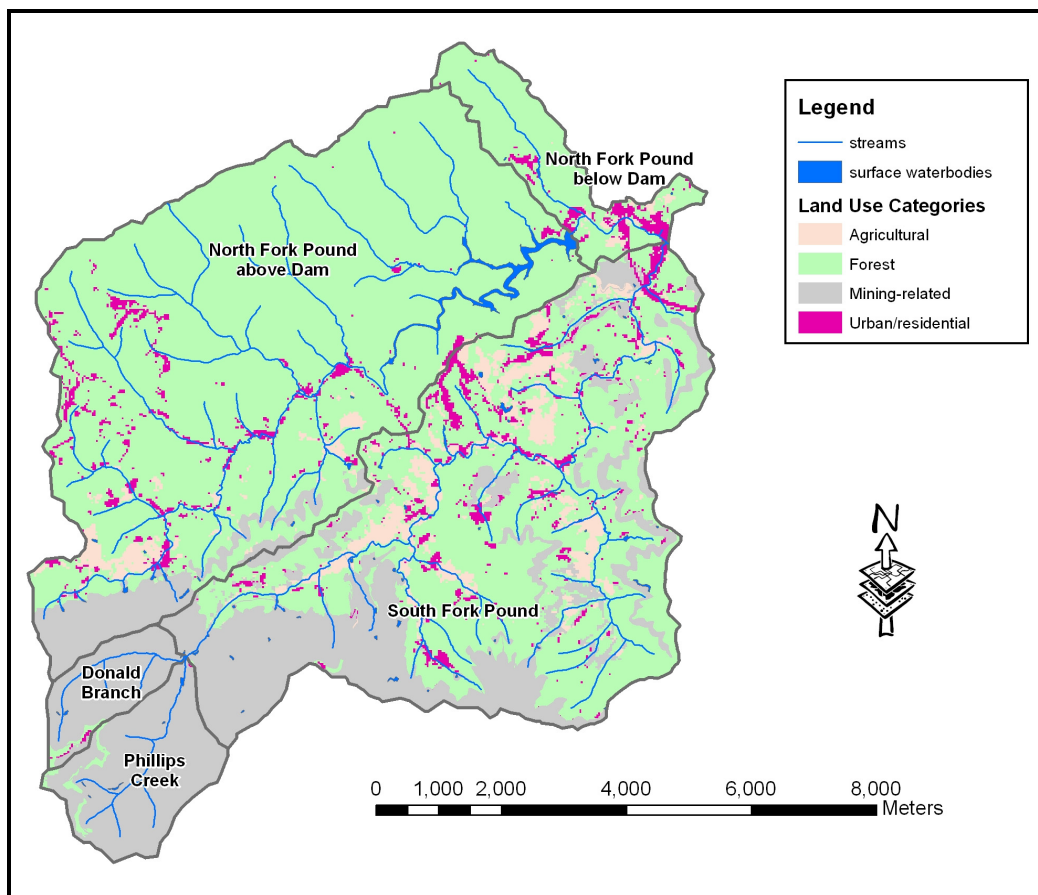 North Fork Pound
below Dam
North Fork Pound
above Dam
South Fork Pound
Donald
Branch
Phillips
Creek
Legend
streams
surface waterbodies
Land Use Categories
Agricultural
Forest
Mining-related
Urban/residential
N
0 1,000 2,000 4,000 6,000 8,000
Meters